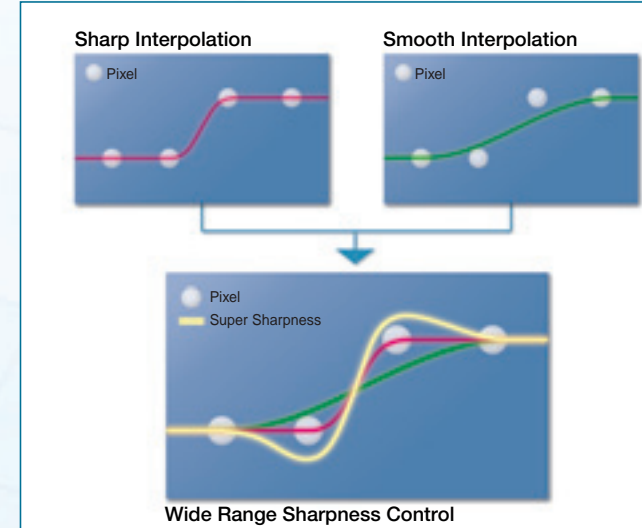 Sharp Interpolation
Pixel
Smooth Interpolation
Pixel
Pixel
Super Sharpness
Wide Range Sharpness Control